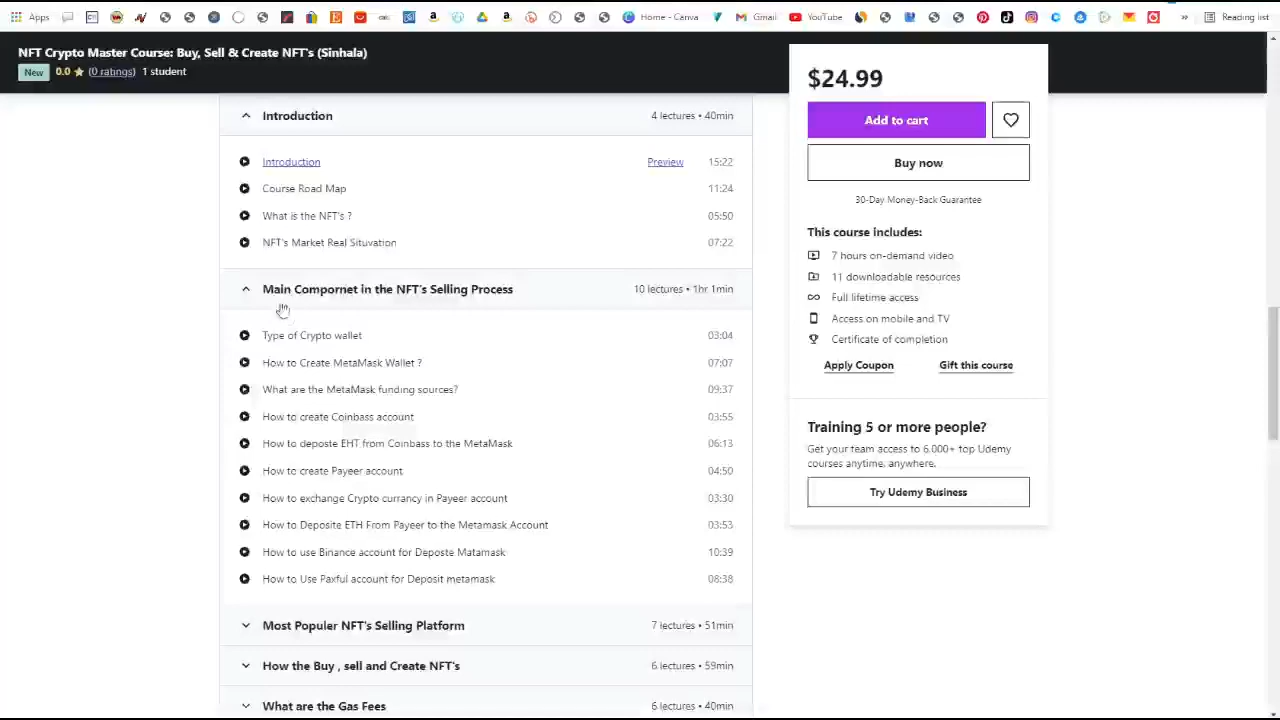 Apps
Home - Canva
Gmail
YouTube
»
Reading list
NFT Crypto Master Course: Buy, Sell & Create NFT's (Sinhala)
New 0.0 ★ (0 ratings) 1 student
Introduction 4 lectures • 40min
Introduction Preview 15:22
Course Road Map 11:24
What is the NFT's ? 05:50
NFT's Market Real Situvation 07:22
Main Compornet in the NFT's Selling Process 10 lectures • 1hr 1min
Type of Crypto wallet 03:04
How to Create MetaMask Wallet ? 07:07
What are the MetaMask funding sources? 09:37
How to create Coinbass account 03:55
How to deposte EHT from Coinbass to the MetaMask 06:13
How to create Payeer account 04:50
How to exchange Crypto currency in Payeer account 03:30
How to Deposite ETH From Payeer to the Metamask Account 03:53
How to use Binance account for Deposte Matamask 10:39
How to Use Paxful account for Deposit metamask 08:38
Most Populer NFT's Selling Platform 7 lectures • 51min
How the Buy , sell and Create NFT's 6 lectures • 59min
What are the Gas Fees 6 lectures • 40min
$24.99
Add to cart
Buy now
30-Day Money-Back Guarantee
This course includes:
7 hours on-demand video
11 downloadable resources
Full lifetime access
Access on mobile and TV
Certificate of completion
Apply Coupon Gift this course
Training 5 or more people?
Get your team access to 6,000+ top Udemy
courses anytime, anywhere.
Try Udemy Business